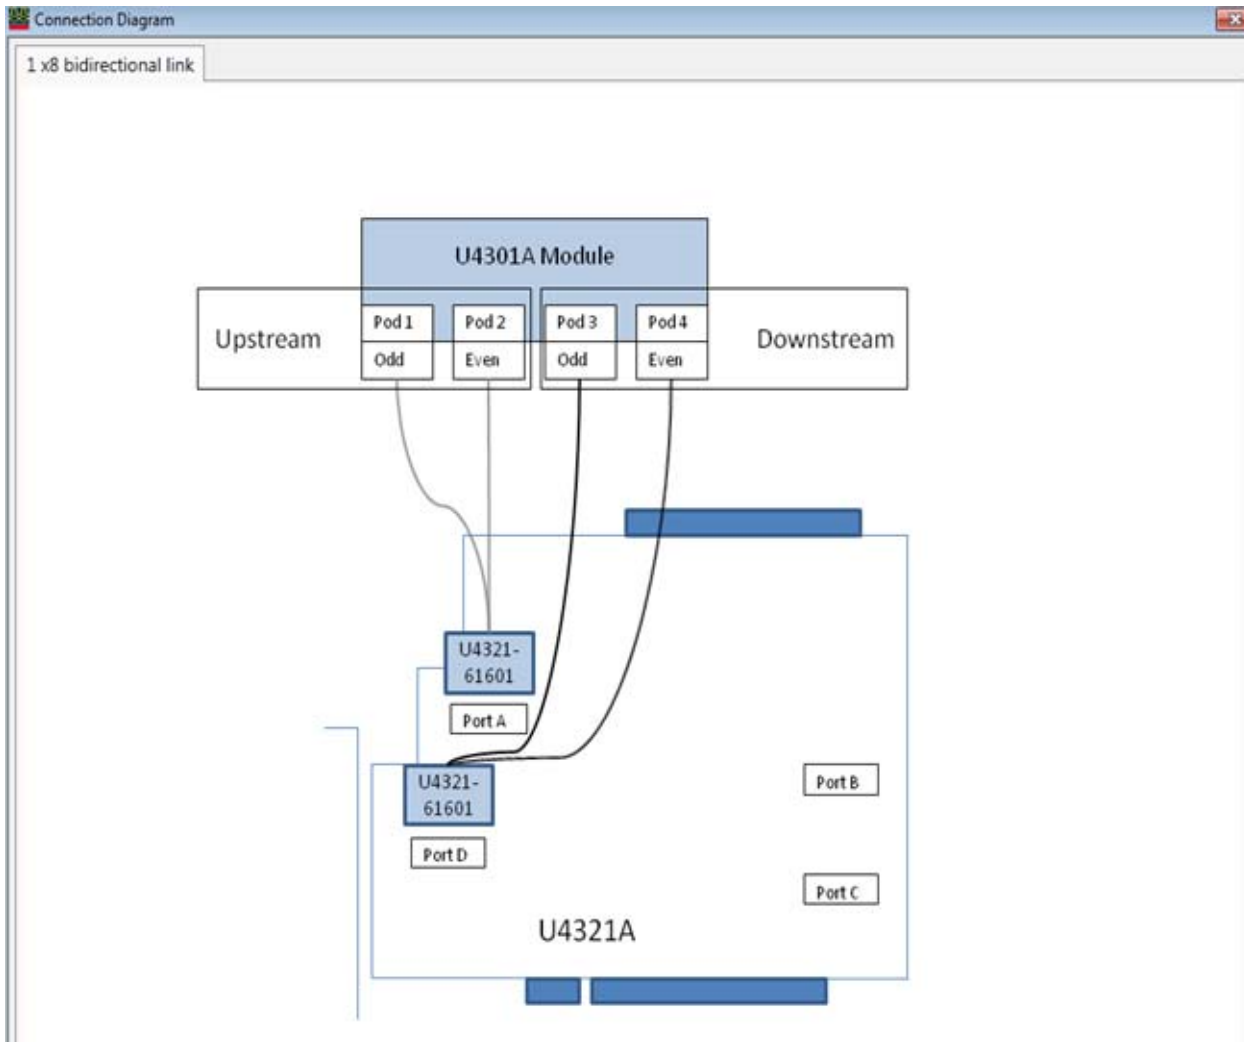 Connection Diagram
1 x8 bidirectional link
U4301A Module
Upstream
Pod 1
Pod 2
Pod 3
Pod 4
Downstream
Odd
Even
Odd
Even
U4321-
61601
Port A
U4321-
61601
Port B
Port D
Port C
U4321A